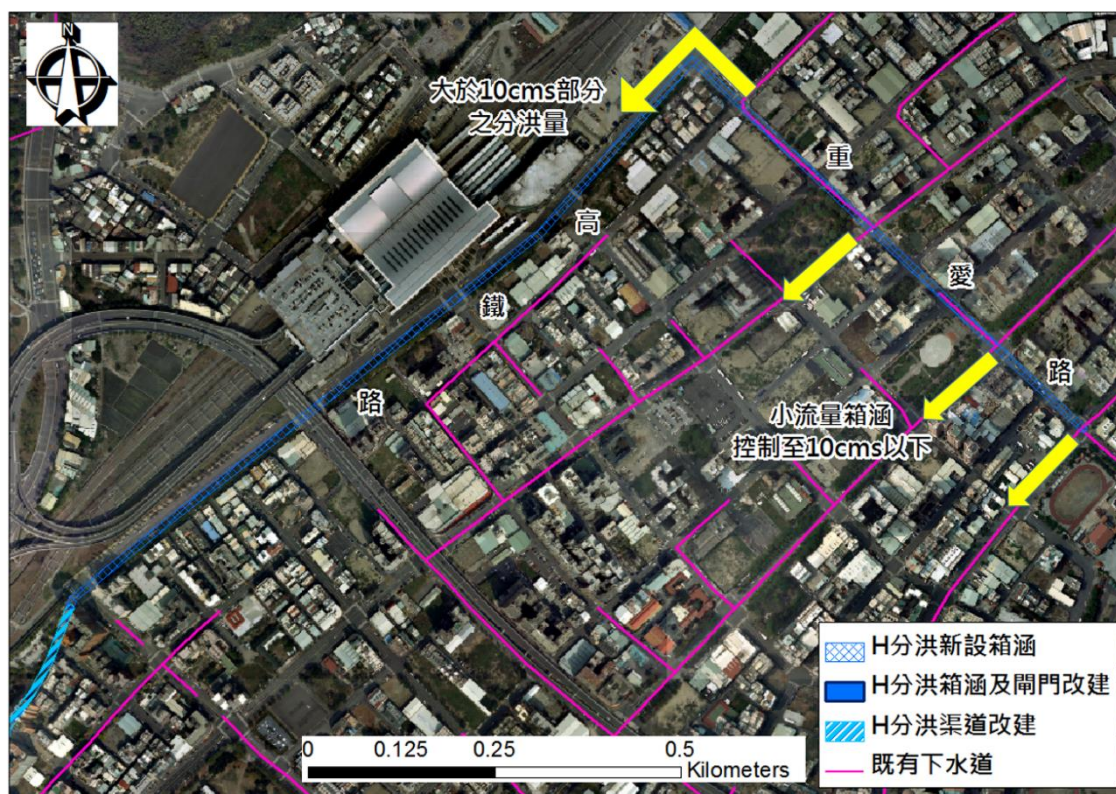 N
大於10cms部分
之分洪量
重
愛
路
高
鐵
路
小流量箱涵
控制至10cms以下
H分洪新設箱涵
H分洪箱涵及閘門改建
H分洪渠道改建
既有下水道
0 0.125 0.25 0.5
Kilometers